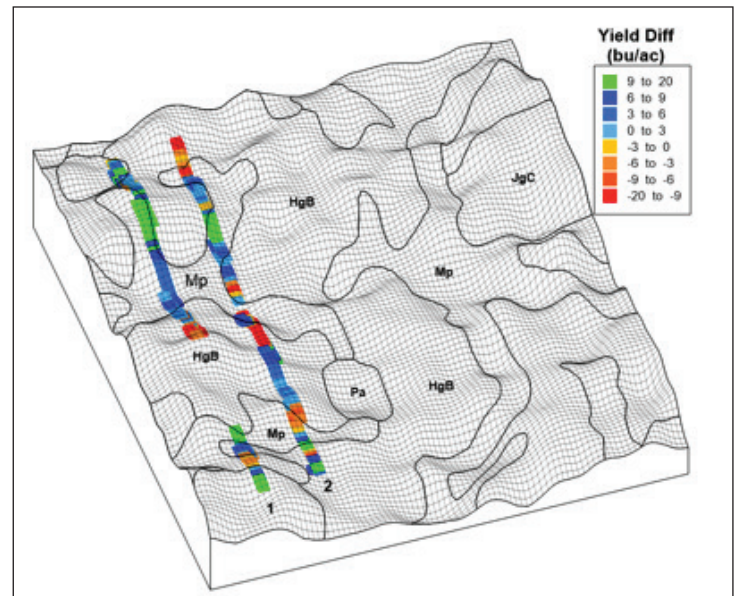 Yield Diff
(bu/ac)
9 to 20
6 to 9
3 to 6
0 to 3
-3 to 0
-6 to -3
-9 to -6
-20 to -9
JgC
HgB
Mp
Mp
HgB
Pa
HgB
Mp
2
1